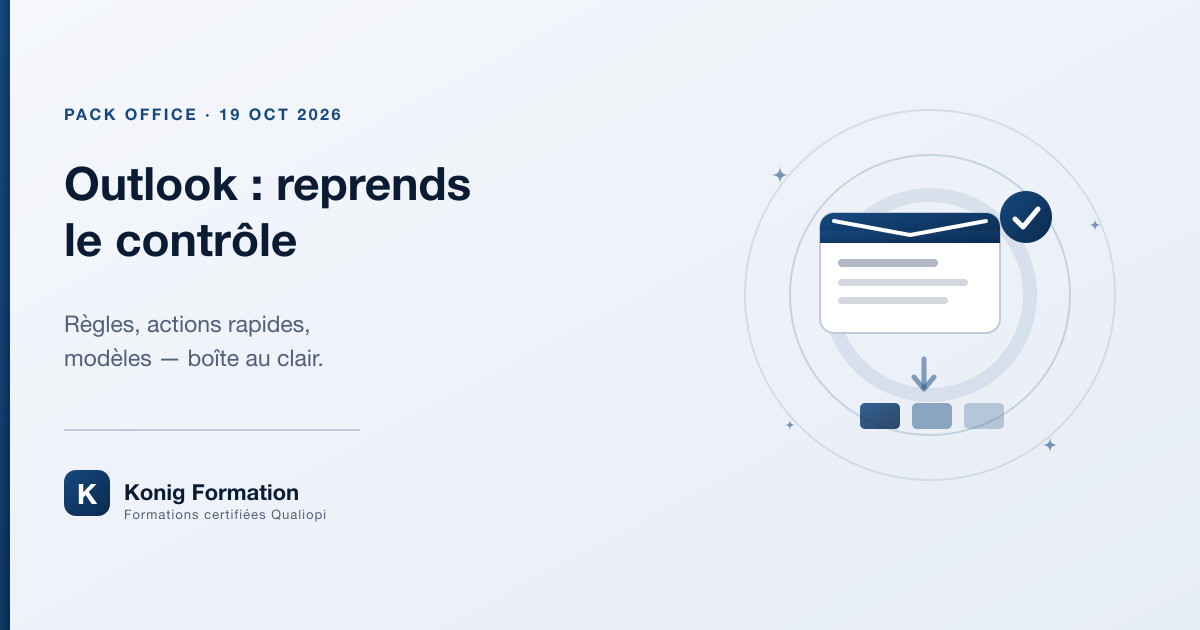 PACK OFFICE · 19 OCT 2026
Outlook : reprends
le contrôle
Règles, actions rapides,
modèles — boîte au clair.
K
Konig Formation
Formations certifiées Qualiopi